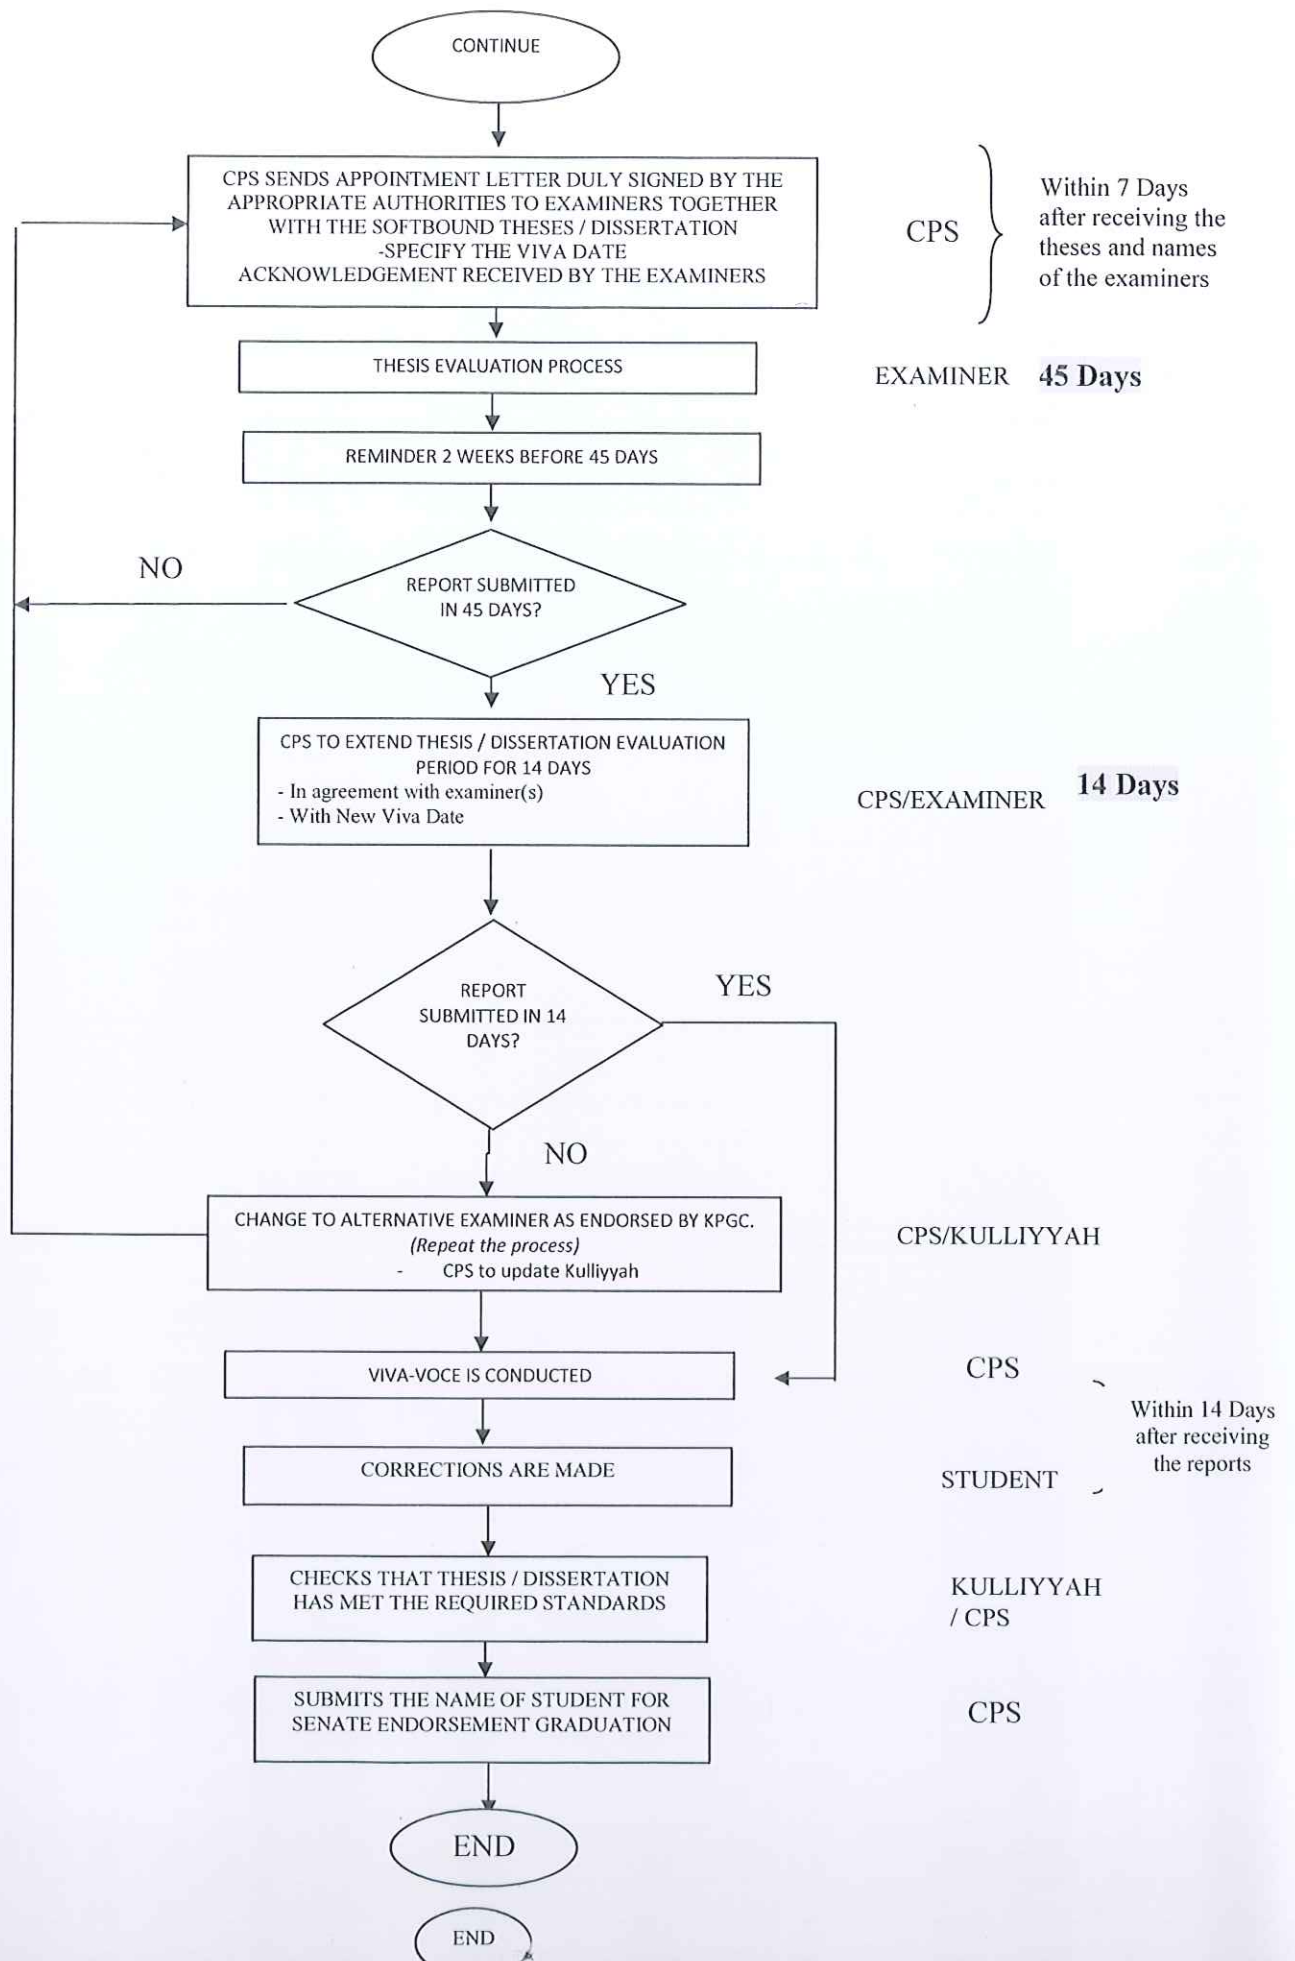 CONTINUE
CPS SENDS APPOINTMENT LETTER DULY SIGNED BY THE
APPROPRIATE AUTHORITIES TO EXAMINERS TOGETHER
WITH THE SOFTBOUND THESES / DISSERTATION
-SPECIFY THE VIVA DATE
ACKNOWLEDGEMENT RECEIVED BY THE EXAMINERS
CPS
Within 7 Days
after receiving the
theses and names
of the examiners
THESIS EVALUATION PROCESS
EXAMINER
45 Days
REMINDER 2 WEEKS BEFORE 45 DAYS
NO
REPORT SUBMITTED
IN 45 DAYS?
YES
CPS TO EXTEND THESIS / DISSERTATION EVALUATION
PERIOD FOR 14 DAYS
- In agreement with examiner(s)
- With New Viva Date
CPS/EXAMINER
14 Days
REPORT
SUBMITTED IN 14
DAYS?
YES
NO
CHANGE TO ALTERNATIVE EXAMINER AS ENDORSED BY KPGC.
(Repeat the process)
- CPS to update Kulliyyah
CPS/KULLIYYAH
VIVA-VOCE IS CONDUCTED
CPS
Within 14 Days
after receiving
the reports
CORRECTIONS ARE MADE
STUDENT
CHECKS THAT THESIS / DISSERTATION
HAS MET THE REQUIRED STANDARDS
KULLIYYAH
/ CPS
SUBMITS THE NAME OF STUDENT FOR
SENATE ENDORSEMENT GRADUATION
CPS
END
END